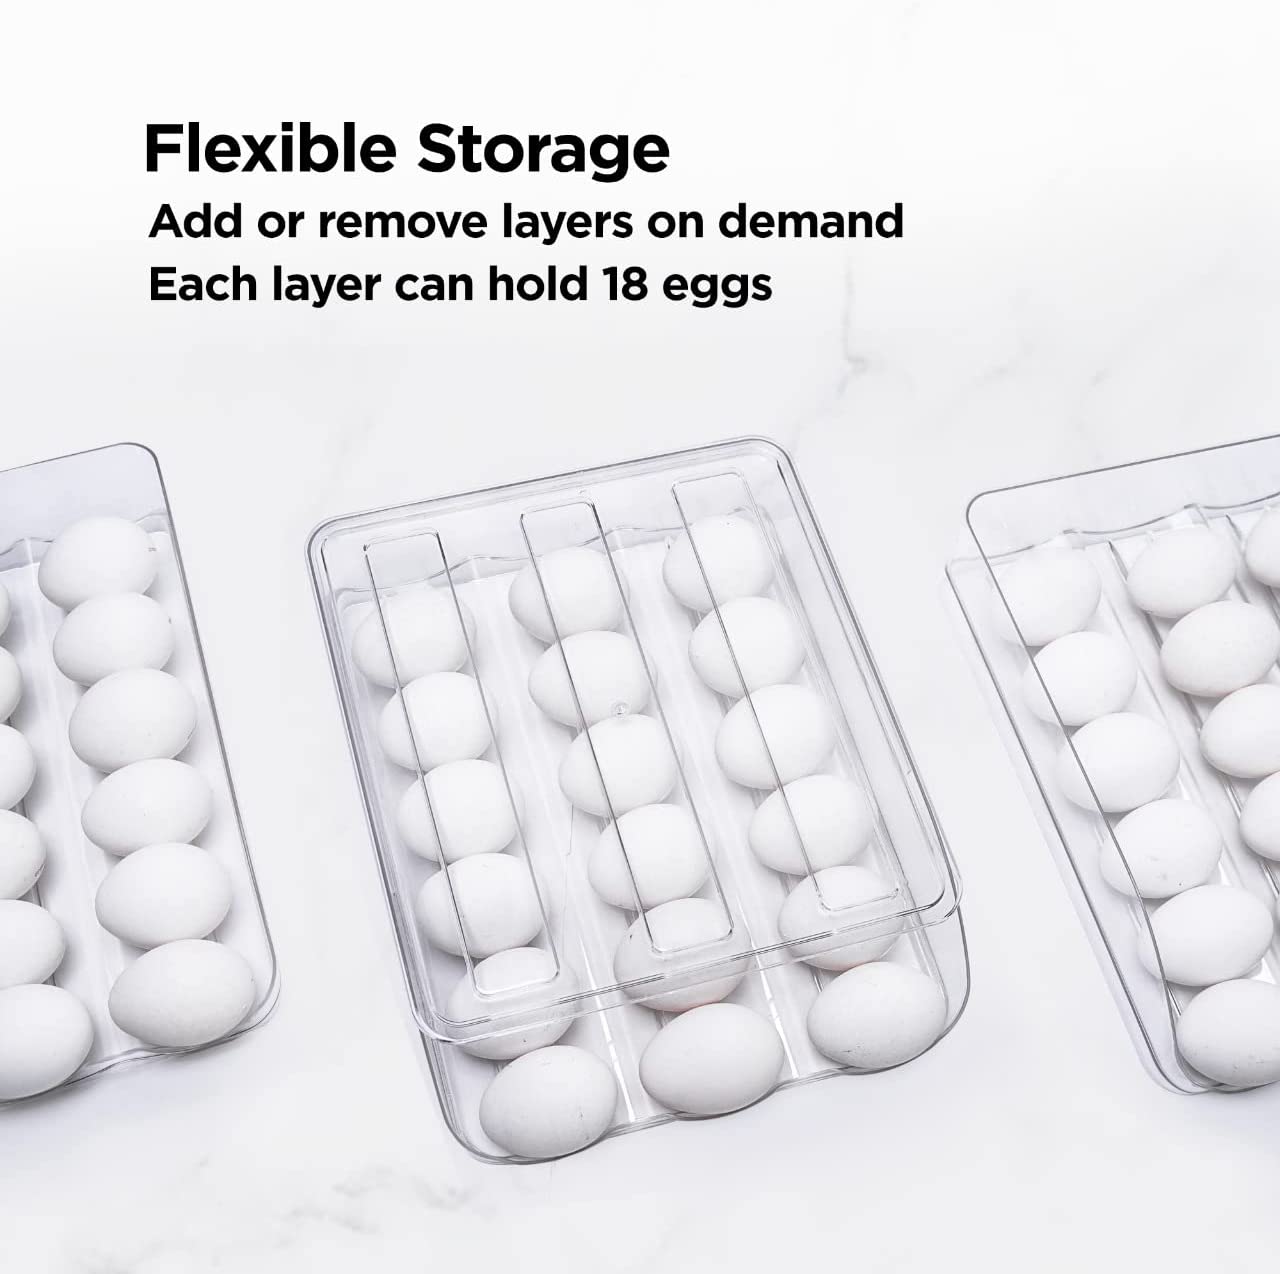 Flexible Storage
Add or remove layers on demand
Each layer can hold 18 eggs